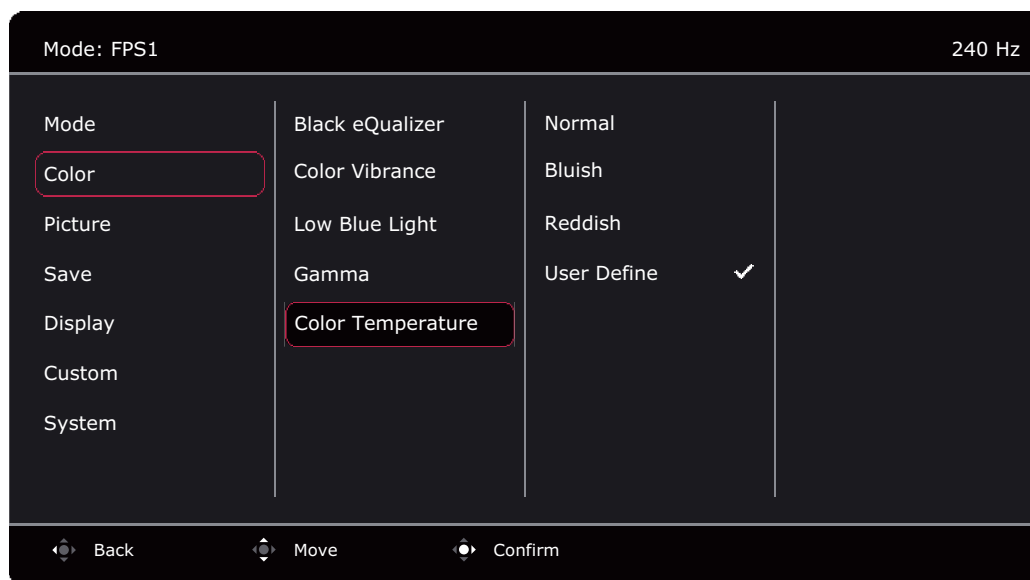 Mode: FPS1
240 Hz
Mode
Color
Picture
Save
Display
Custom
System
Black eQualizer
Color Vibrance
Low Blue Light
Gamma
Color Temperature
Normal
Bluish
Reddish
User Define
Back
Move
Confirm